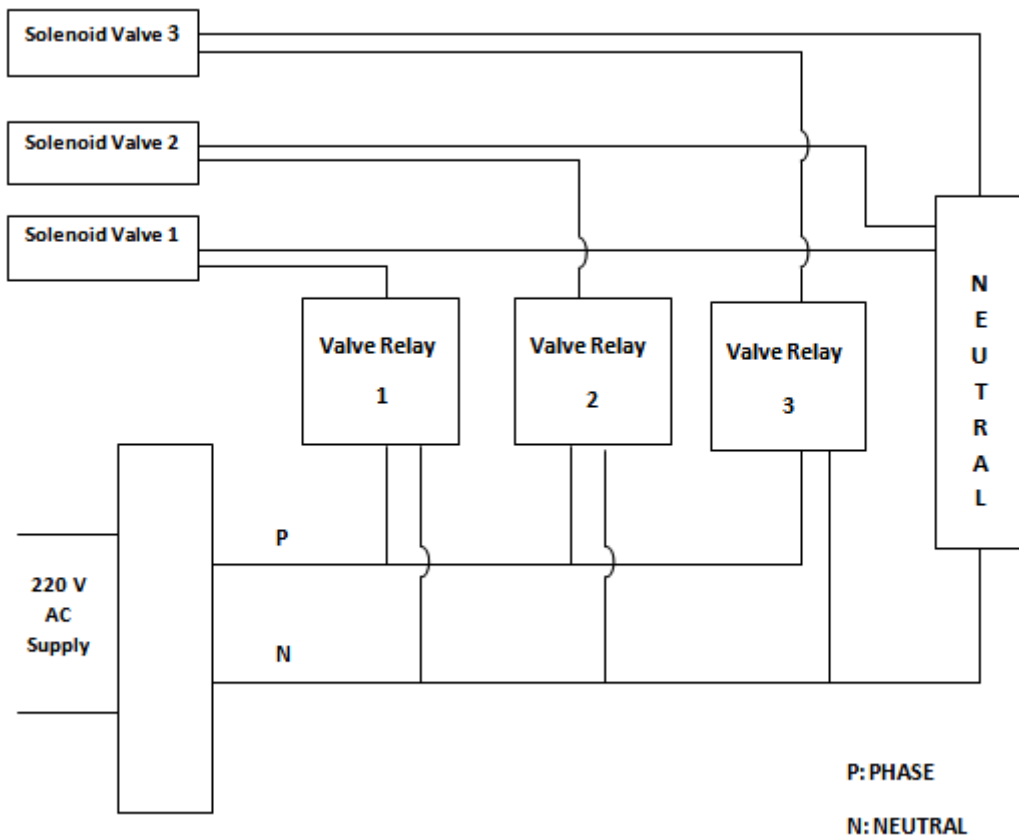 Solenoid Valve 3
Solenoid Valve 2
Solenoid Valve 1
Valve Relay
1
Valve Relay
2
Valve Relay
3
N
E
U
T
R
A
L
P
220 V
AC
Supply
N
P: PHASE
N: NEUTRAL